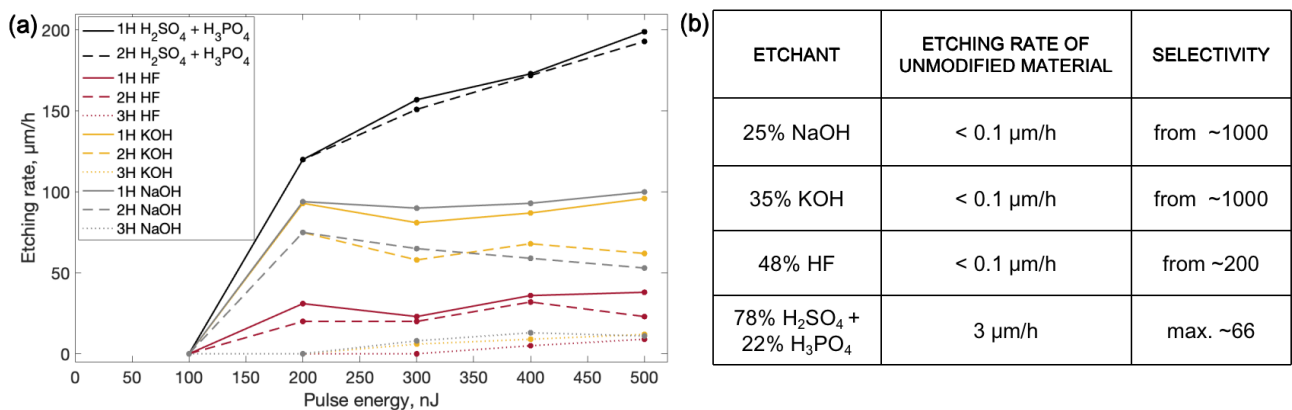 (a)
200
150
100
50
0
Etching rate, μm/h
1H H₂SO₄ + H₃PO₄
2H H₂SO₄ + H₃PO₄
1H HF
2H HF
3H HF
1H KOH
2H KOH
3H KOH
1H NaOH
2H NaOH
3H NaOH
0 50 100 150 200 250 300 350 400 450 500
Pulse energy, nJ
(b)
ETCHANT
ETCHING RATE OF
UNMODIFIED MATERIAL
SELECTIVITY
25% NaOH
< 0.1 μm/h
from ~1000
35% KOH
< 0.1 μm/h
from ~1000
48% HF
< 0.1 μm/h
from ~200
78% H₂SO₄ +
22% H₃PO₄
3 μm/h
max. ~66